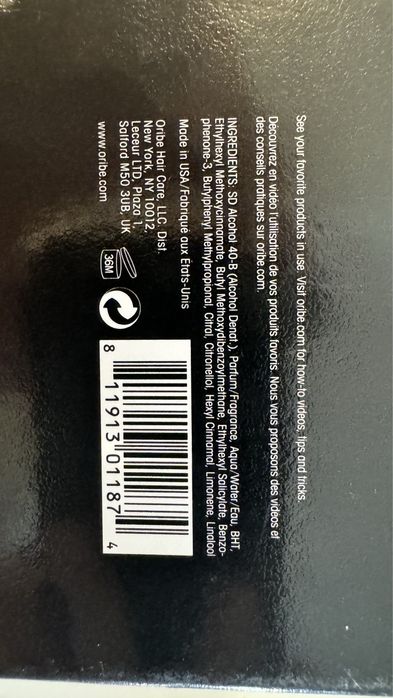 See your favorite products in use. Visit oribe.com for how-to videos, tips and tricks.
Découvrez en vidéo l'utilisation de vos produits favoris. Nous vous proposons des vidéos et
des conseils pratiques sur oribe.com.
INGREDIENTS: SD Alcohol 40-B (Alcohol Denat.), Parfum/Fragrance, Aqua/Water/Eau, BHT,
Ethylhexyl Methoxycinnamate, Butyl Methoxydibenzoylmethane, Ethylhexyl Salicylate, Benzo-
phenone-3, Butylphenyl Methylpropional, Citral, Citronellol, Hexyl Cinnamal, Limonene, Linalool
Made in USA/Fabriqué aux Etats-Unis
Oribe Hair Care, LLC, Dist.
New York, NY 10012
Leceur LTD, Plaza 1,
Salford M50 3UB, UK
www.oribe.com
36M
8 11913 01187 4